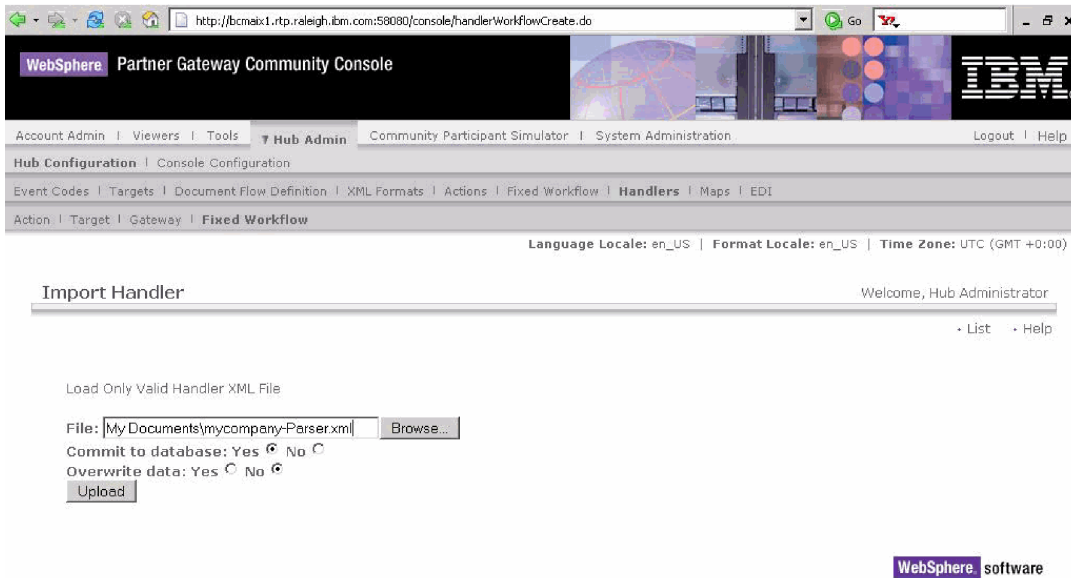 http://bcmaix1.rtp.raleigh.ibm.com:58080/console/handlerWorkflowCreate.do Go Y!
WebSphere. Partner Gateway Community Console IBM.
Account Admin | Viewers | Tools Hub Admin Community Participant Simulator | System Administration Logout | Help
Hub Configuration | Console Configuration
Event Codes | Targets | Document Flow Definition | XML Formats | Actions | Fixed Workflow | Handlers | Maps | EDI
Action | Target | Gateway | Fixed Workflow
Language Locale: en_US | Format Locale: en_US | Time Zone: UTC (GMT +0:00)
Import Handler Welcome, Hub Administrator
• List • Help
Load Only Valid Handler XML File
File: My Documents\mycompany-Parser.xml Browse...
Commit to database: Yes No
Overwrite data: Yes No
Upload
WebSphere. software